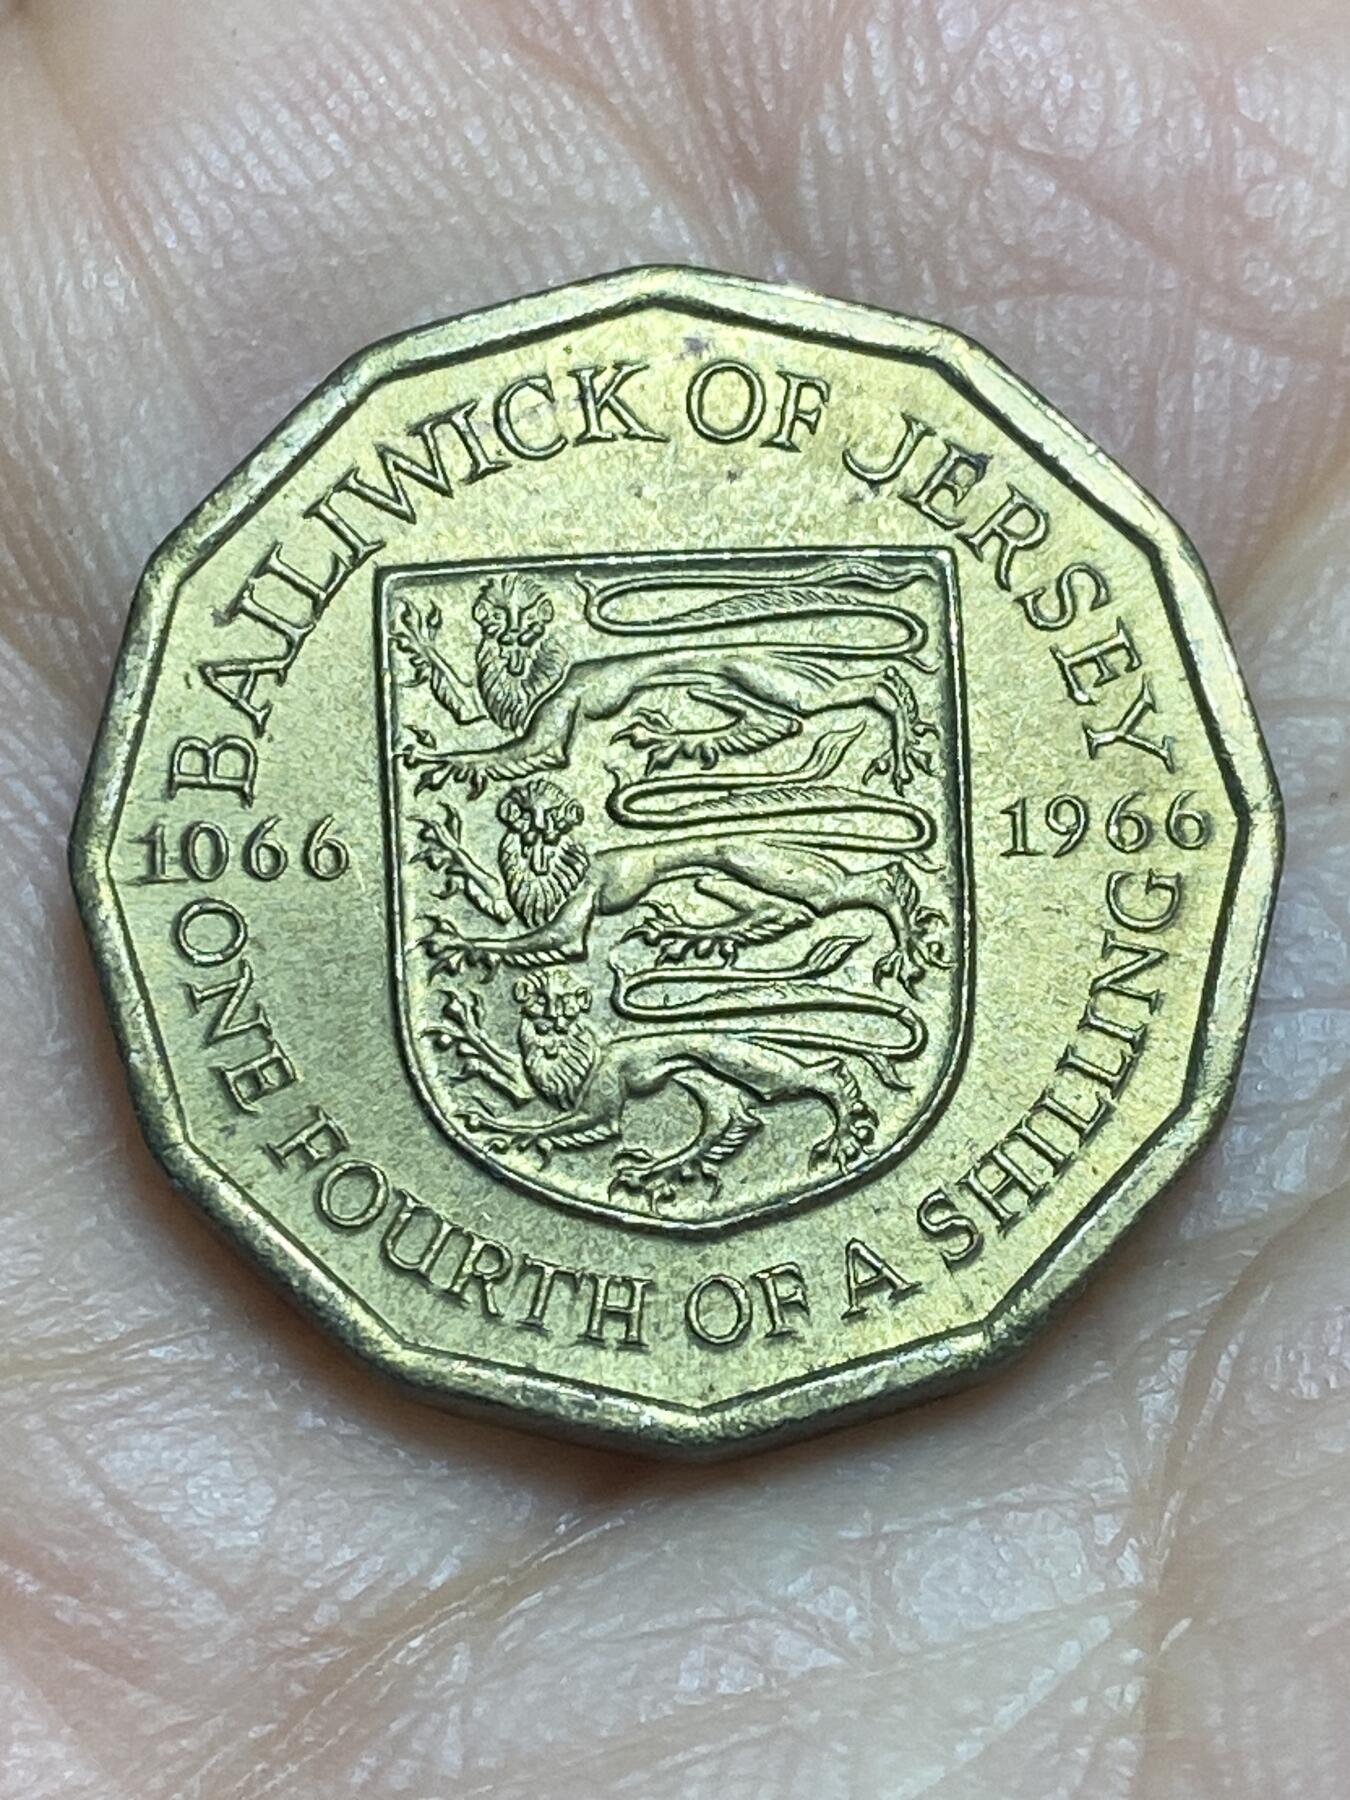 BAILIWICK OF JERSEY
1066 1966
ONE FOURTH OF A SHILLING